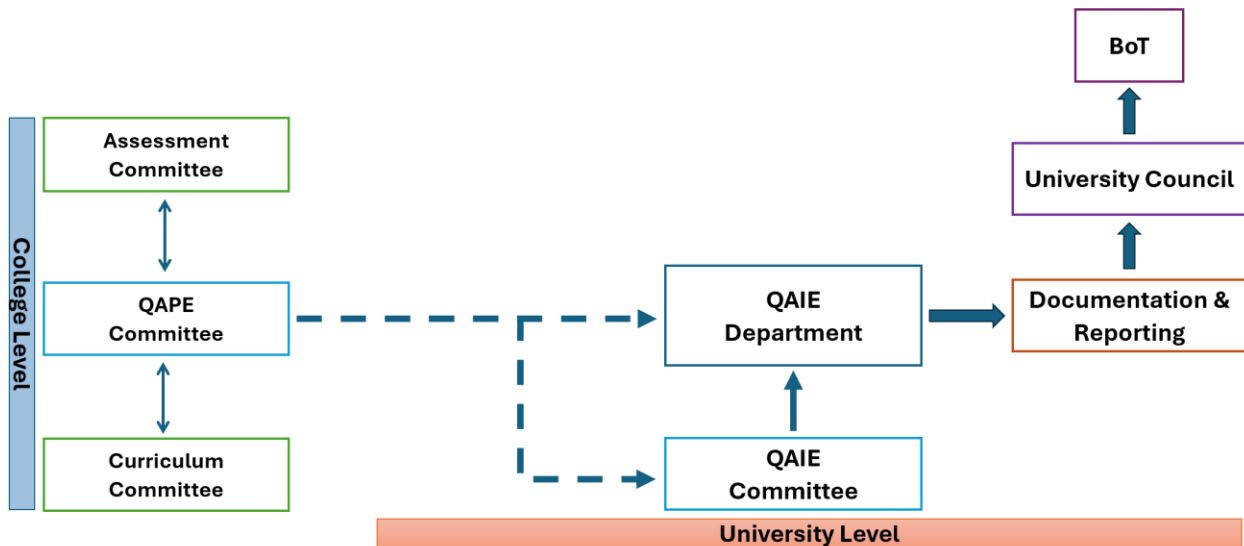 BoT
Assessment
Committee
University Council
College Level
QAPE
Committee
QAIE
Department
Documentation &
Reporting
Curriculum
Committee
QAIE
Committee
University Level